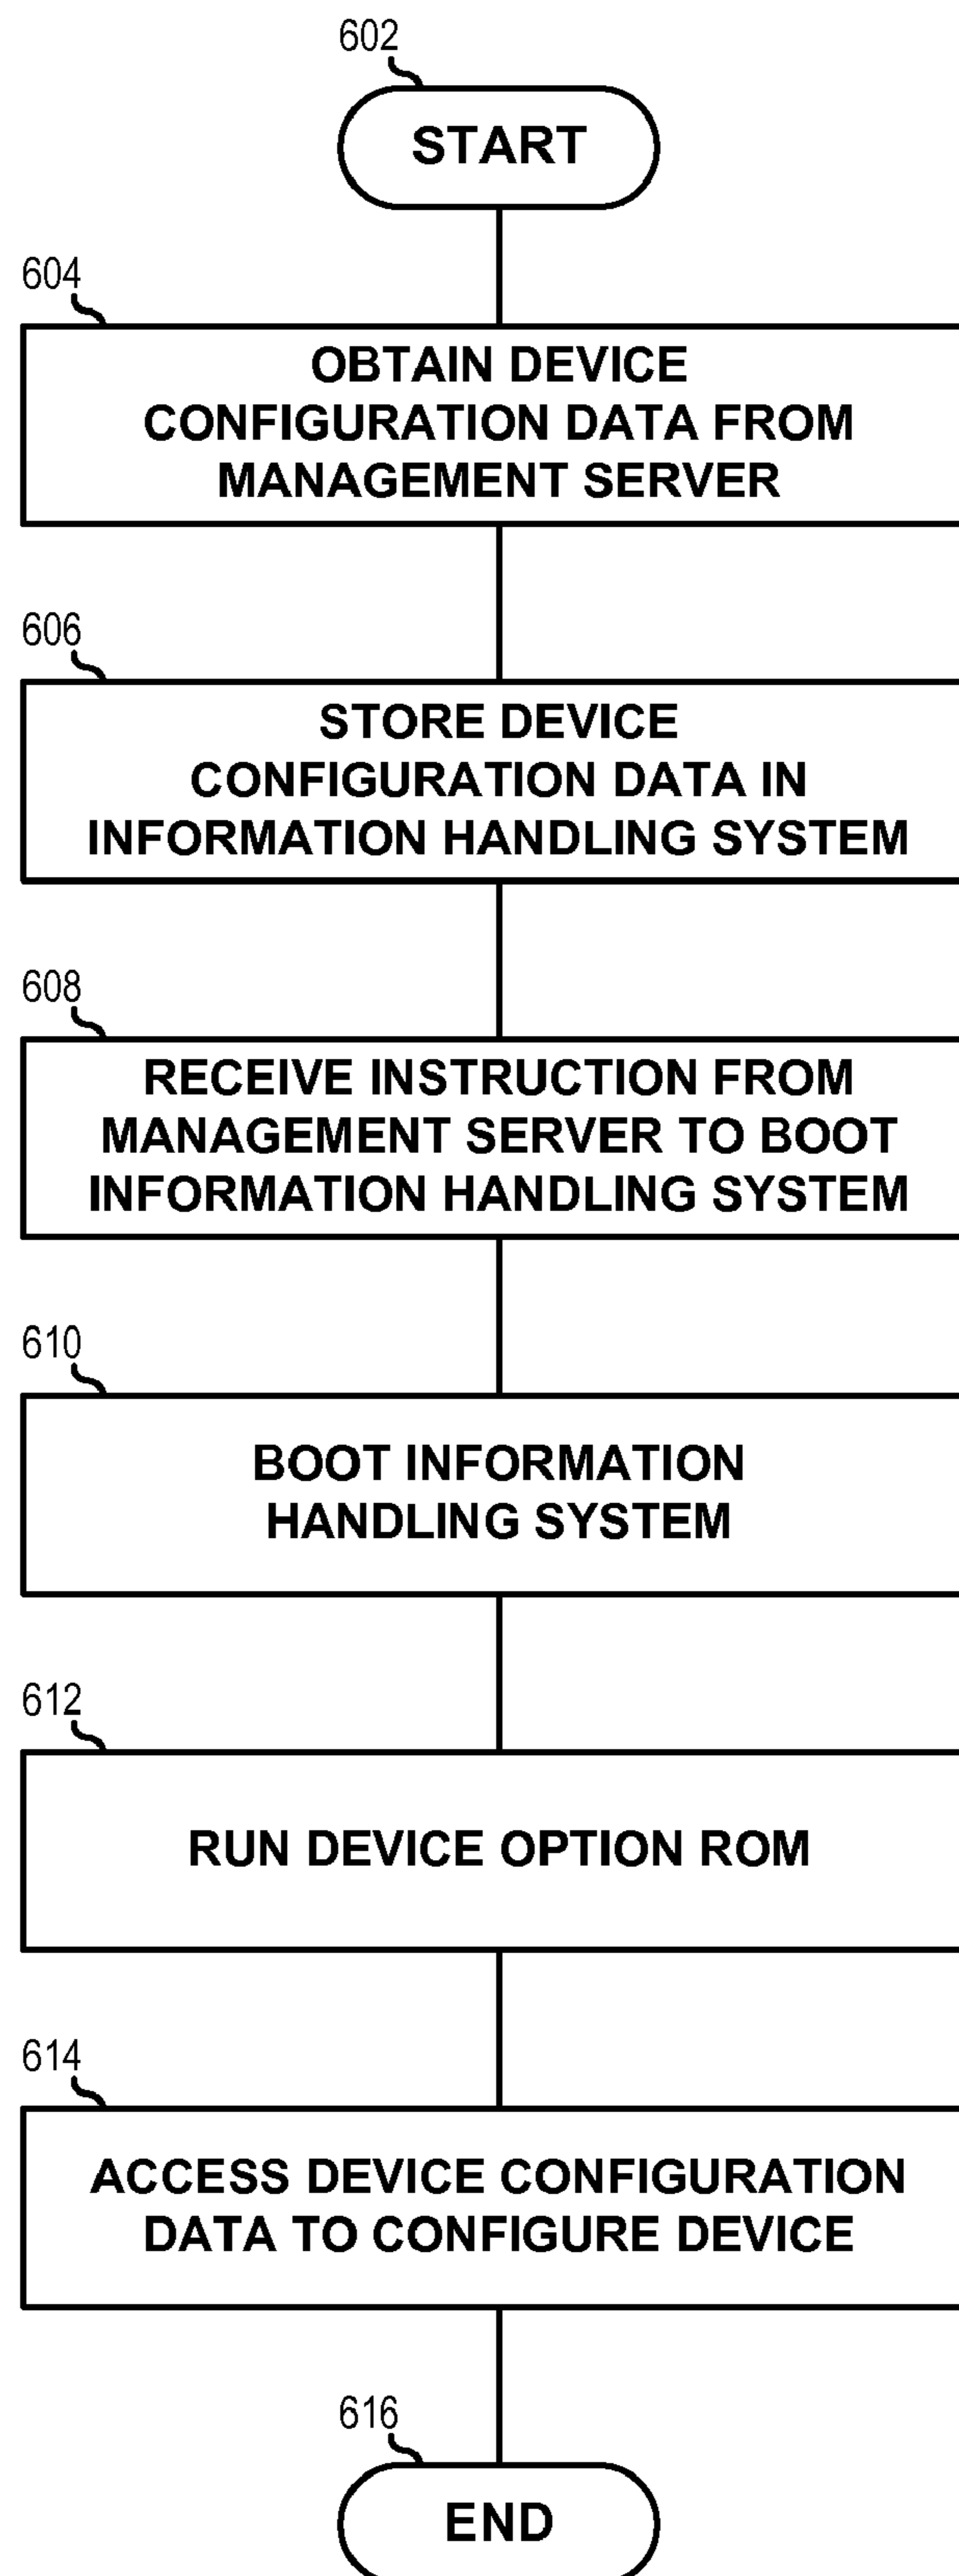 602
START
604
OBTAIN DEVICE
CONFIGURATION DATA FROM
MANAGEMENT SERVER
606
STORE DEVICE
CONFIGURATION DATA IN
INFORMATION HANDLING SYSTEM
608
RECEIVE INSTRUCTION FROM
MANAGEMENT SERVER TO BOOT
INFORMATION HANDLING SYSTEM
610
BOOT INFORMATION
HANDLING SYSTEM
612
RUN DEVICE OPTION ROM
614
ACCESS DEVICE CONFIGURATION
DATA TO CONFIGURE DEVICE
616
END